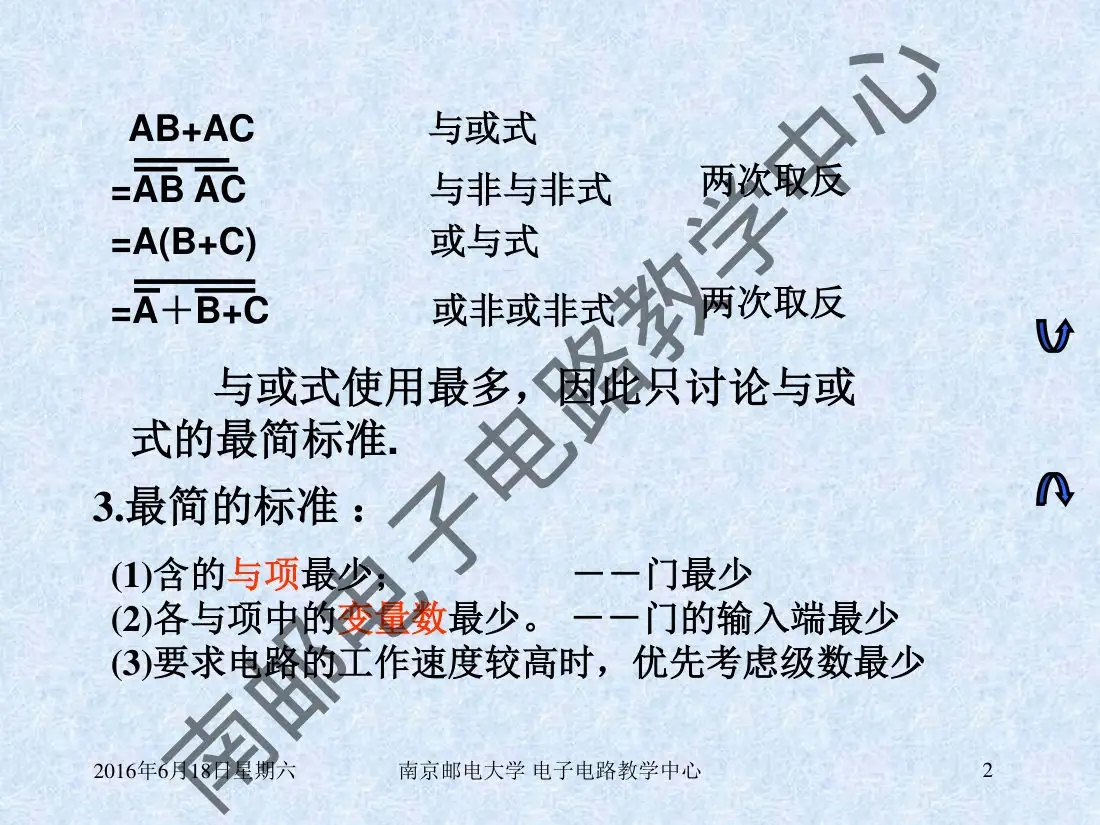 AB+AC 与或式
=AB AC 与非与非式 两次取反
=A(B+C) 或与式
=A＋B+C 或非或非式 两次取反
与或式使用最多，因此只讨论与或
式的最简标准.
3.最简的标准：
(1)含的与项最少； －－门最少
(2)各与项中的变量数最少。 －－门的输入端最少
(3)要求电路的工作速度较高时，优先考虑级数最少
2016年6月18日星期六 南京邮电大学 电子电路教学中心 2
南邮电子电路教学中心